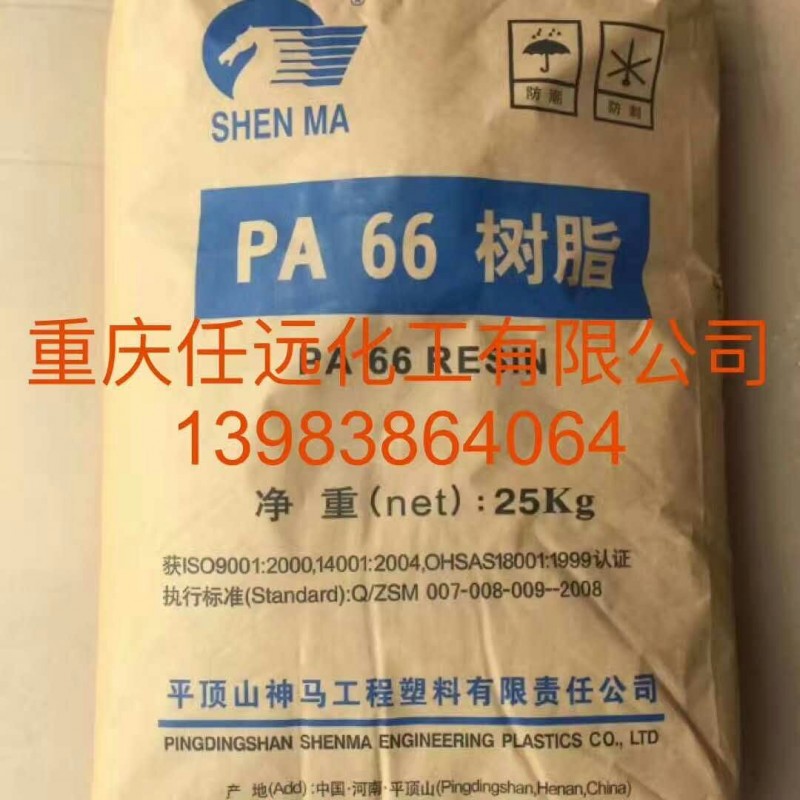 ®
SHEN MA
防潮 防刺
PA 66 树脂
重庆任远化工有限公司
PA 66 RESIN
13983864064
净 重(net):25Kg
获ISO9001:2000,14001:2004,OHSAS18001:1999认证
执行标准(Standard):Q/ZSM 007-008-009--2008
平顶山神马工程塑料有限责任公司
PINGDINGSHAN SHENMA ENGINEERING PLASTICS CO., LTD
产 地(Add):中国·河南·平顶山(Pingdingshan,Henan,China)